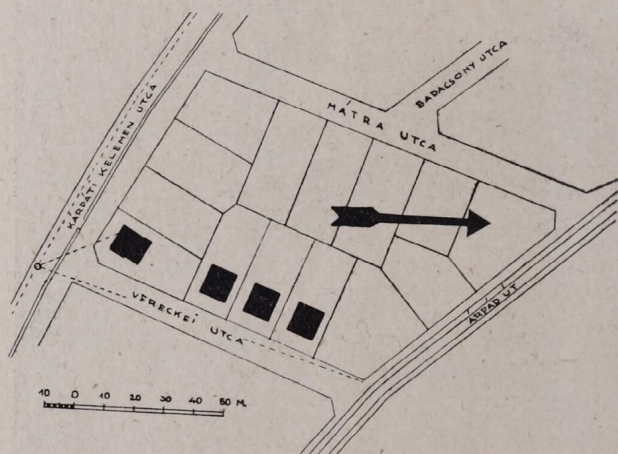 KÁRPÁTI KELEMEN UTCA
MÁTRA UTCA
BADACSONY UTCA
VERECKEI UTCA
ÁRPÁD ÚT
10 0 10 20 30 40 50 M.